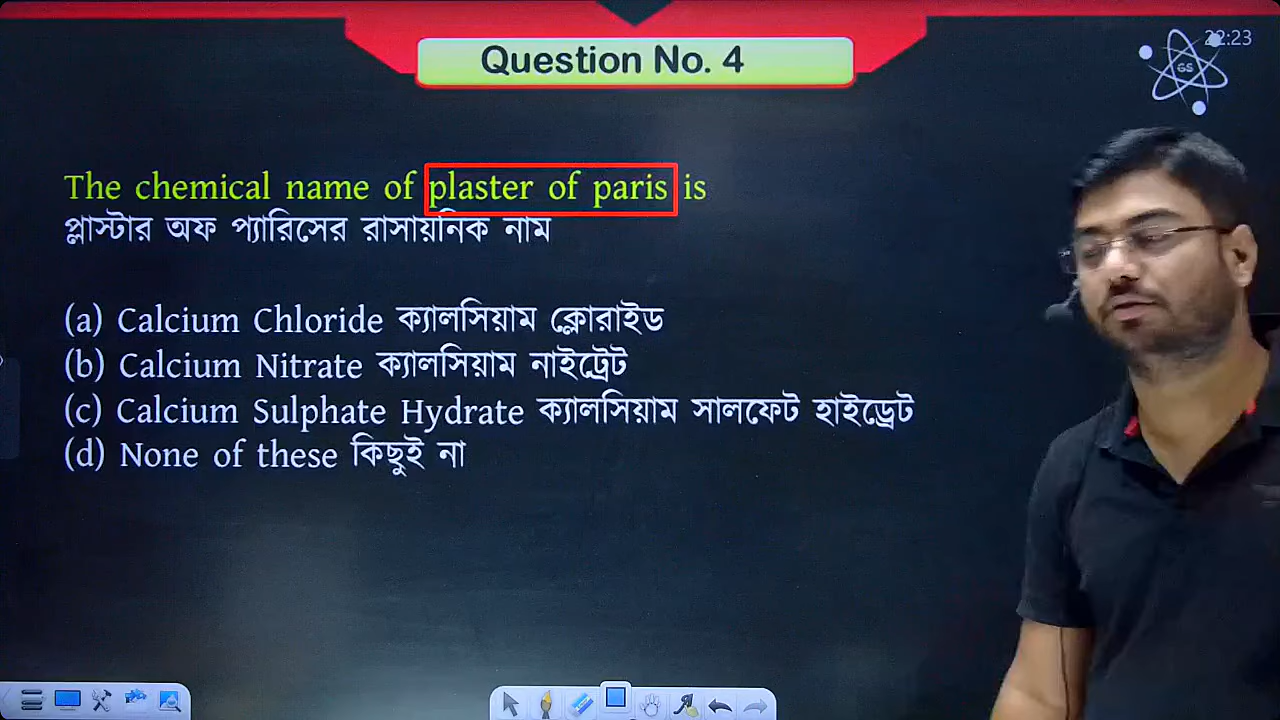 Question No. 4
22:23
GS
The chemical name of plaster of paris is
প্লাস্টার অফ প্যারিসের রাসায়নিক নাম
(a) Calcium Chloride ক্যালসিয়াম ক্লোরাইড
(b) Calcium Nitrate ক্যালসিয়াম নাইট্রেট
(c) Calcium Sulphate Hydrate ক্যালসিয়াম সালফেট হাইড্রেট
(d) None of these কিছুই না